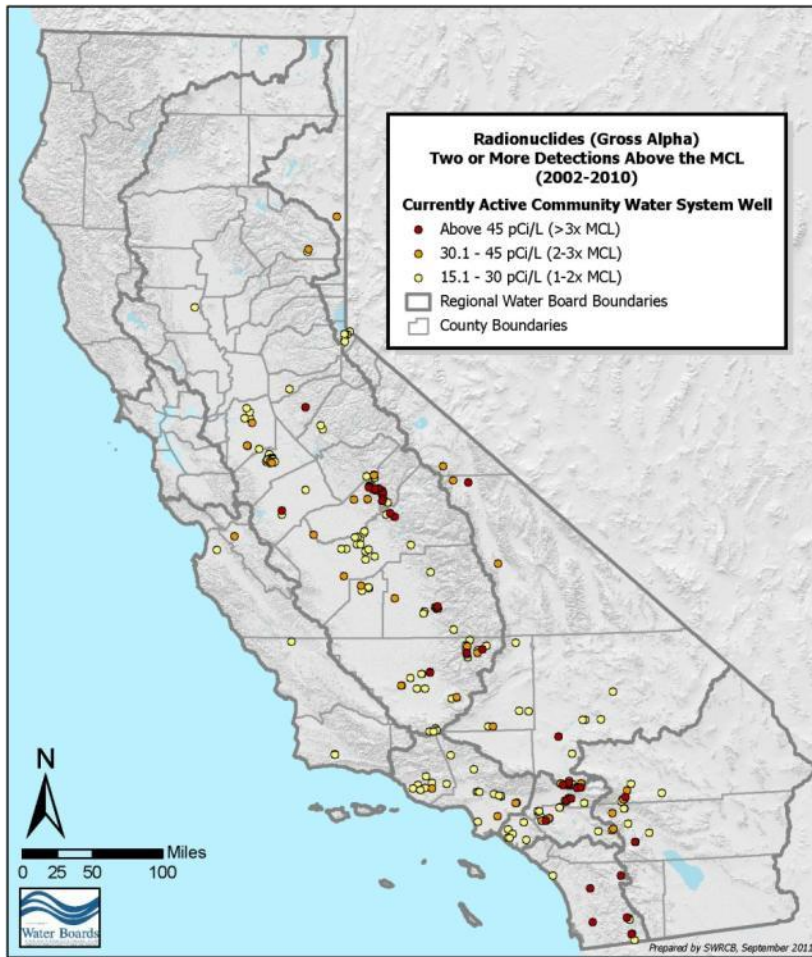 Radionuclides (Gross Alpha)
Two or More Detections Above the MCL
(2002-2010)
Currently Active Community Water System Well
Above 45 pCi/L (>3x MCL)
30.1 - 45 pCi/L (2-3x MCL)
15.1 - 30 pCi/L (1-2x MCL)
Regional Water Board Boundaries
County Boundaries
N
Miles
0 25 50 100
Water Boards
Prepared by SWRCB, September 2011